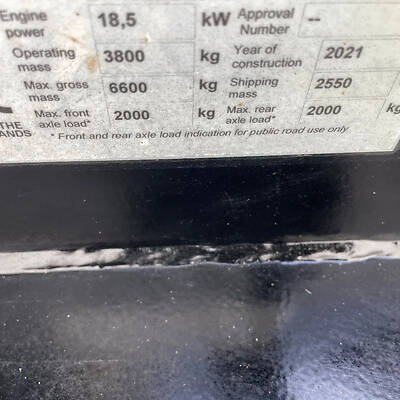 Engine power 18,5 kW Approval Number --
Operating mass 3800 kg Year of construction 2021
Max. gross mass 6600 kg Shipping mass 2550
Max. front axle load* 2000 kg Max. rear axle load* 2000 kg
THE
* Front and rear axle load indication for public road use only